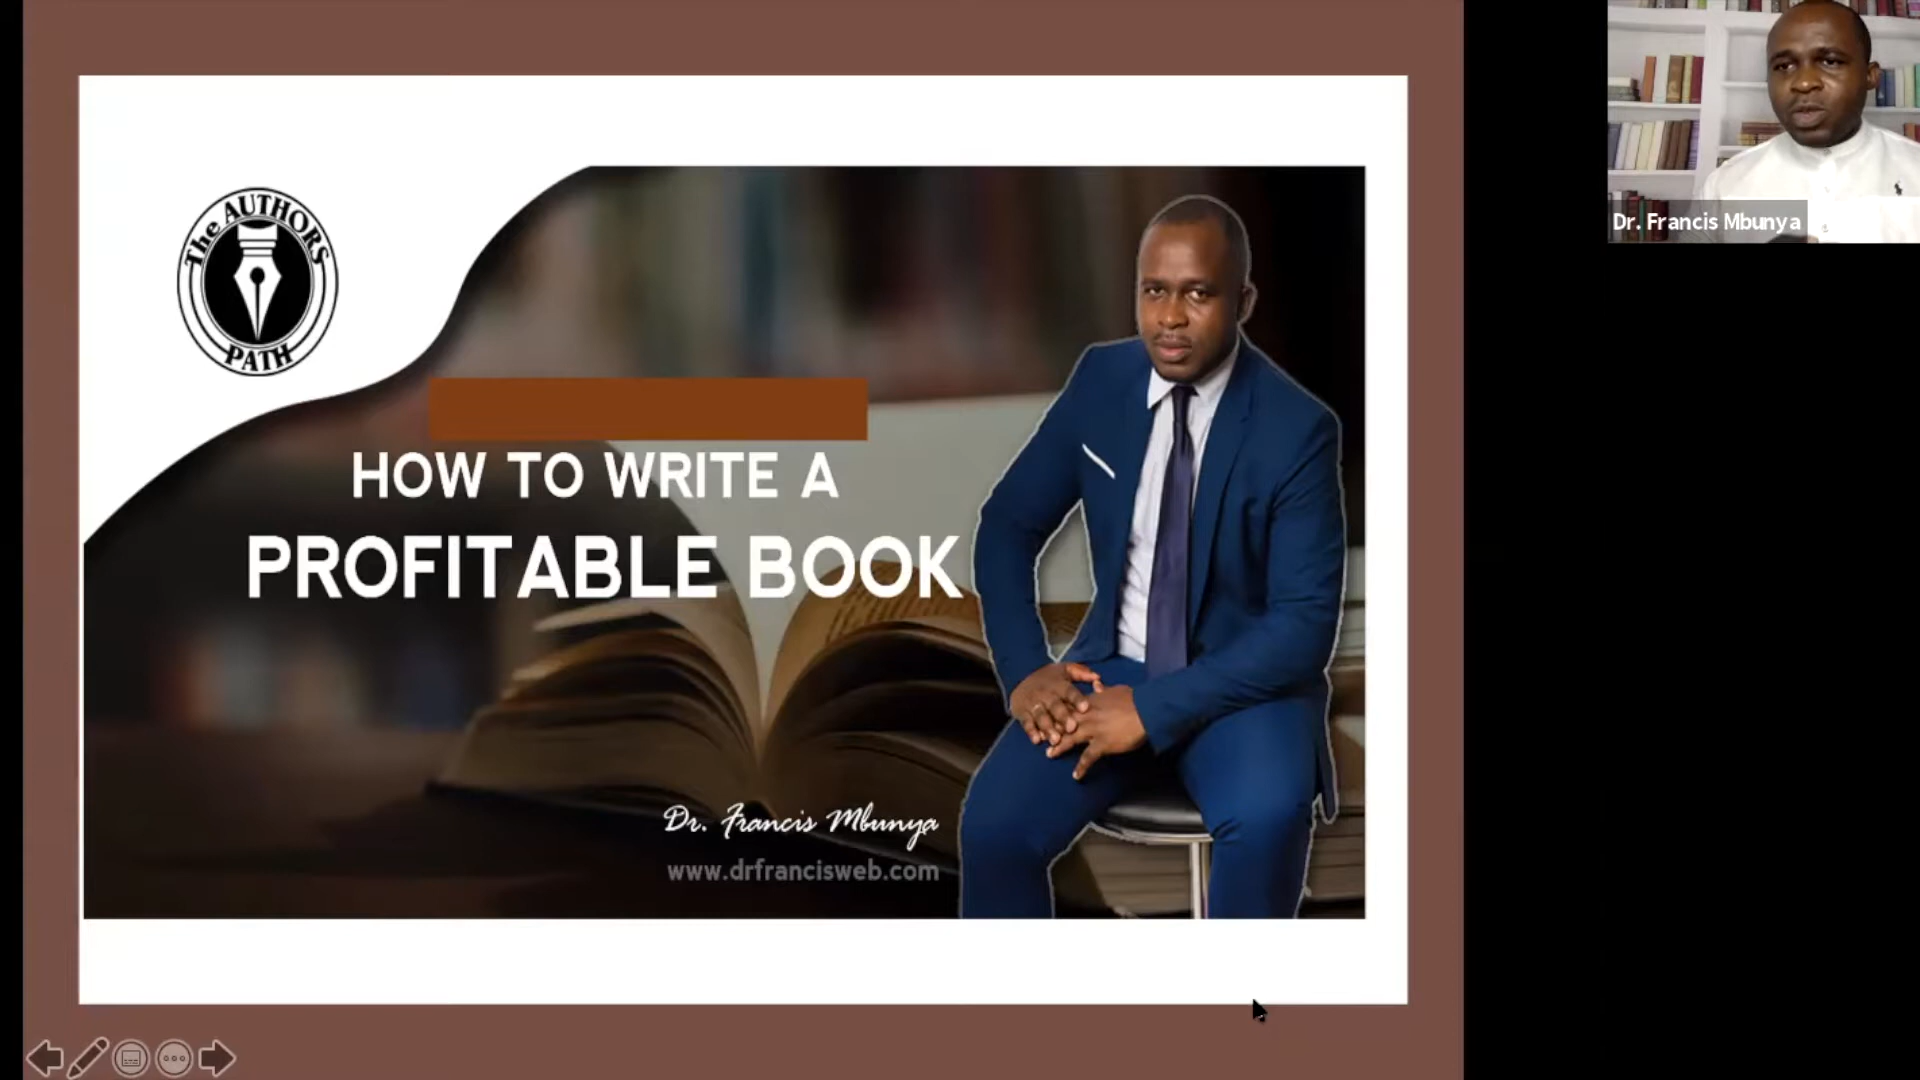 The AUTHORS
PATH
HOW TO WRITE A
PROFITABLE BOOK
Dr. Francis Mbunya
www.drfrancisweb.com
Dr. Francis Mbunya